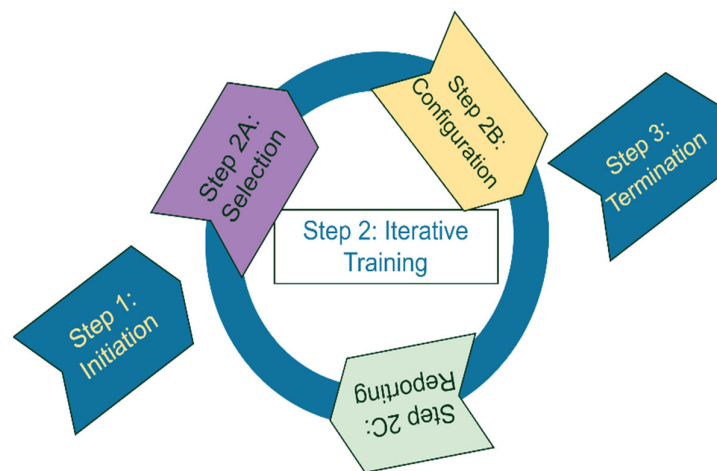 Step 1:
Initiation
Step 2: Iterative
Training
Step 2A:
Selection
Step 2B:
Configuration
Step 2C:
Reporting
Step 3:
Termination